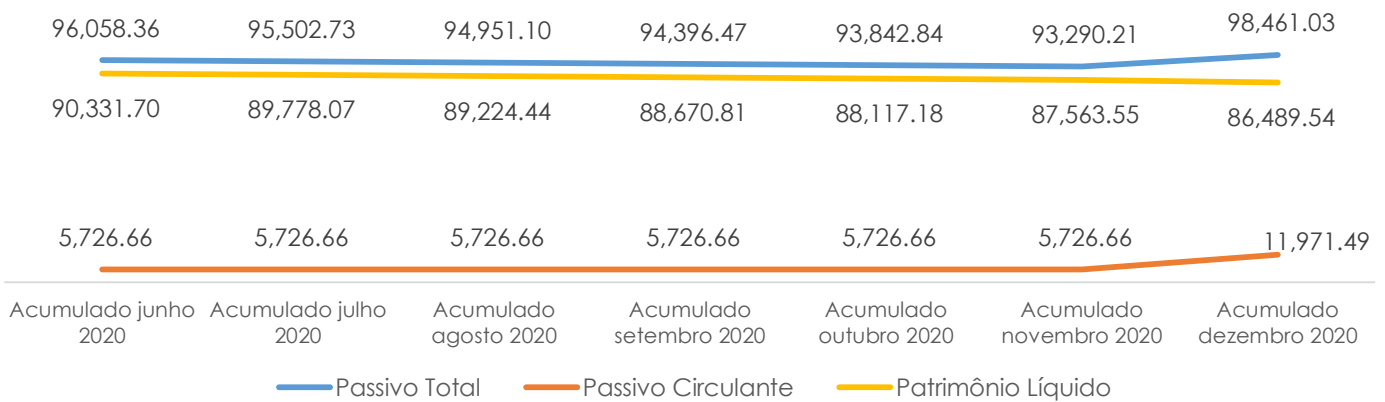 96,058.36 95,502.73 94,951.10 94,396.47 93,842.84 93,290.21 98,461.03
90,331.70 89,778.07 89,224.44 88,670.81 88,117.18 87,563.55 86,489.54
5,726.66 5,726.66 5,726.66 5,726.66 5,726.66 5,726.66 11,971.49
Acumulado junho 2020
Acumulado julho 2020
Acumulado agosto 2020
Acumulado setembro 2020
Acumulado outubro 2020
Acumulado novembro 2020
Acumulado dezembro 2020
Passivo Total Passivo Circulante Patrimônio Líquido